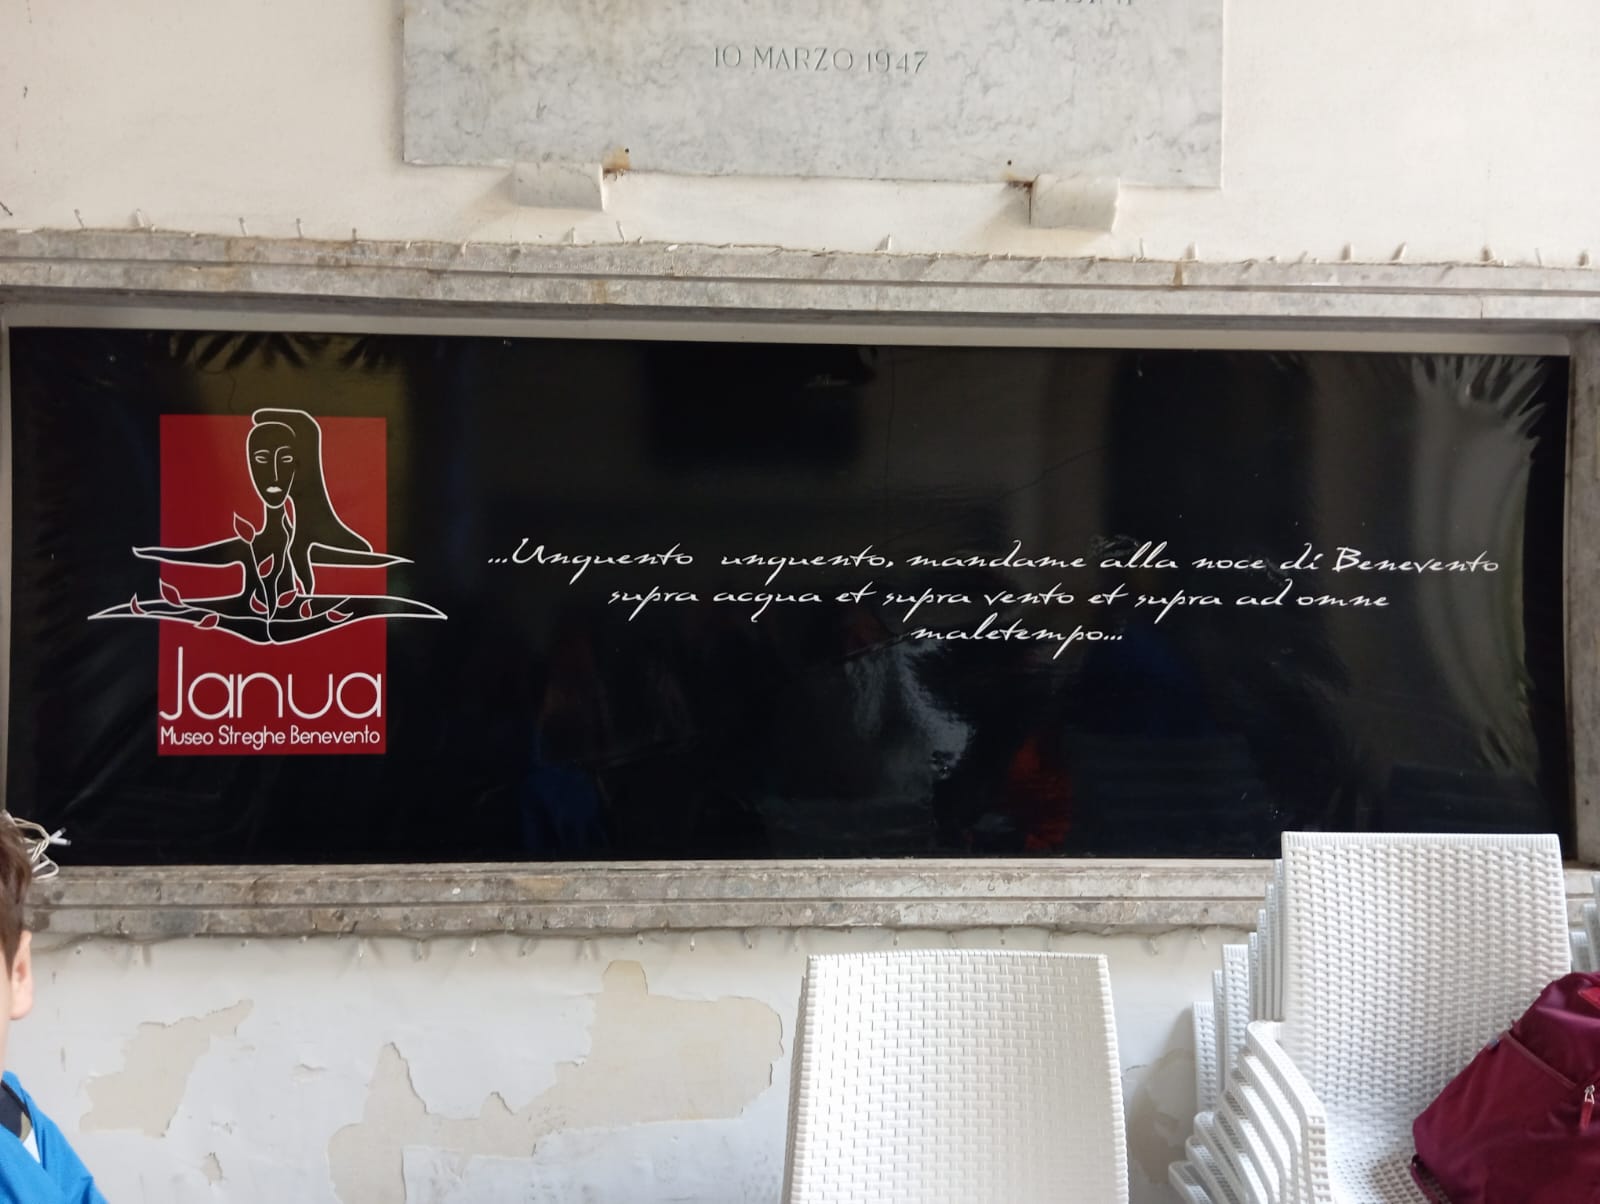 10 MARZO 1947
...Unguento unguento, mandame alla noce di Benevento
supra acqua et supra vento et supra ad omne
maletempo...
Janua
Museo Streghe Benevento